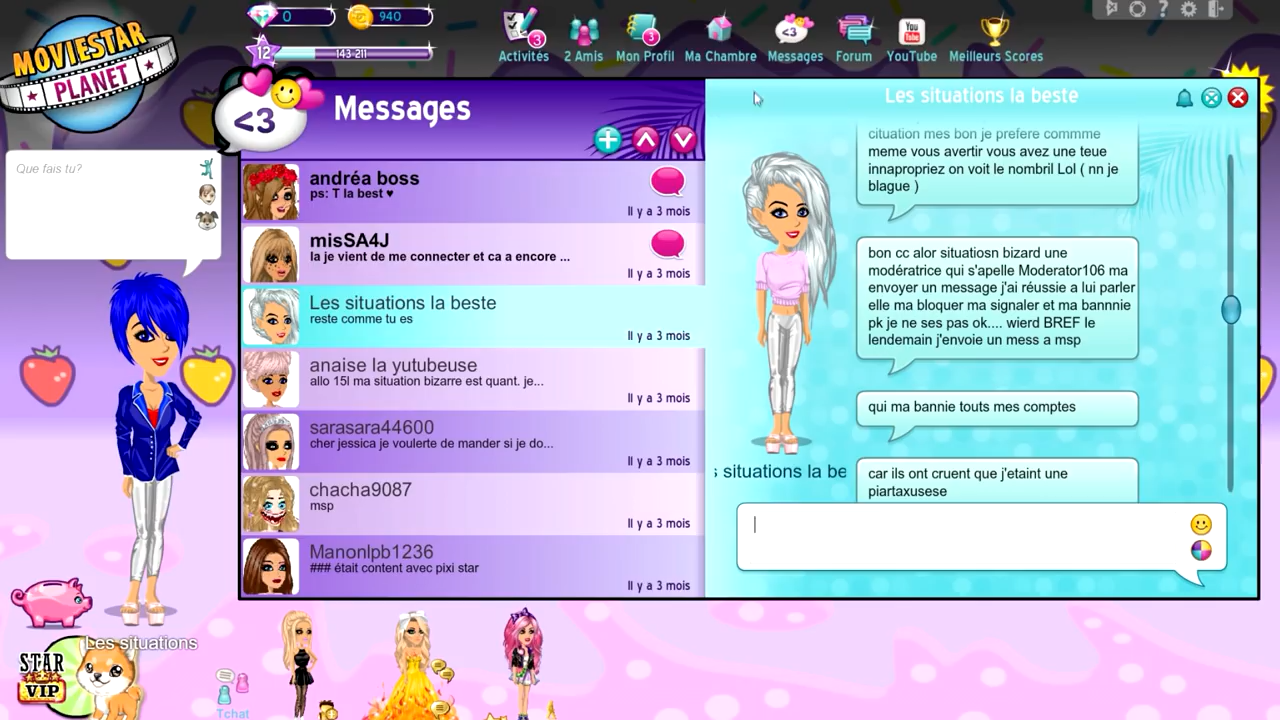 MOVIESTAR
PLANET
0
940
12
143 211
3
Activités
2 Amis
3
Mon Profil
Ma Chambre
<3
Messages
Forum
You
Tube
YouTube
Meilleurs Scores
Que fais tu?
<3
Messages
andréa boss
ps: T la best ♥
Il y a 3 mois
misSA4J
la je vient de me connecter et ca a encore ...
Il y a 3 mois
Les situations la beste
reste comme tu es
Il y a 3 mois
anaise la yutubeuse
allo 15l ma situation bizarre est quant. je...
Il y a 3 mois
sarasara44600
cher jessica je voulerte de mander si je do...
Il y a 3 mois
chacha9087
msp
Il y a 3 mois
Manonlpb1236
### était content avec pixi star
Il y a 3 mois
Les situations la beste
cituation mes bon je prefere commme
meme vous avertir vous avez une teue
innapropriez on voit le nombril Lol ( nn je
blague )
bon cc alor situatiosn bizard une
modératrice qui s'apelle Moderator106 ma
envoyer un message j'ai réussie a lui parler
elle ma bloquer ma signaler et ma bannnie
pk je ne ses pas ok.... wierd BREF le
lendemain j'envoie un mess a msp
qui ma bannie touts mes comptes
car ils ont cruent que j'etaint une
piartaxusese
s situations la be
Les situations
STAR
VIP
Tchat